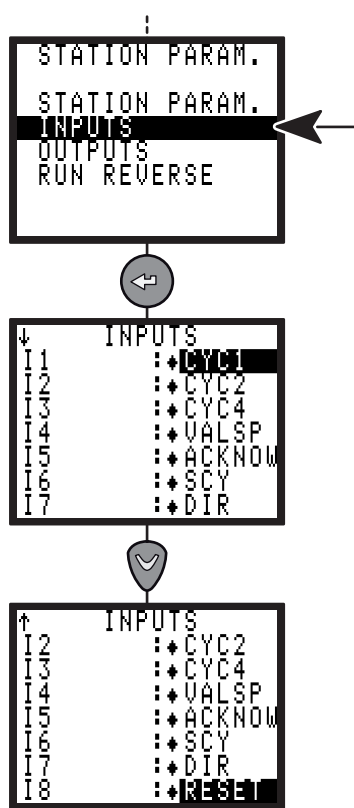 STATION PARAM.
STATION PARAM.
INPUTS
OUTPUTS
RUN REVERSE
↓ INPUTS
I1 :♦CYC1
I2 :♦CYC2
I3 :♦CYC4
I4 :♦VALSP
I5 :♦ACKNOW
I6 :♦SCY
I7 :♦DIR
↑ INPUTS
I2 :♦CYC2
I3 :♦CYC4
I4 :♦VALSP
I5 :♦ACKNOW
I6 :♦SCY
I7 :♦DIR
I8 :♦RESET